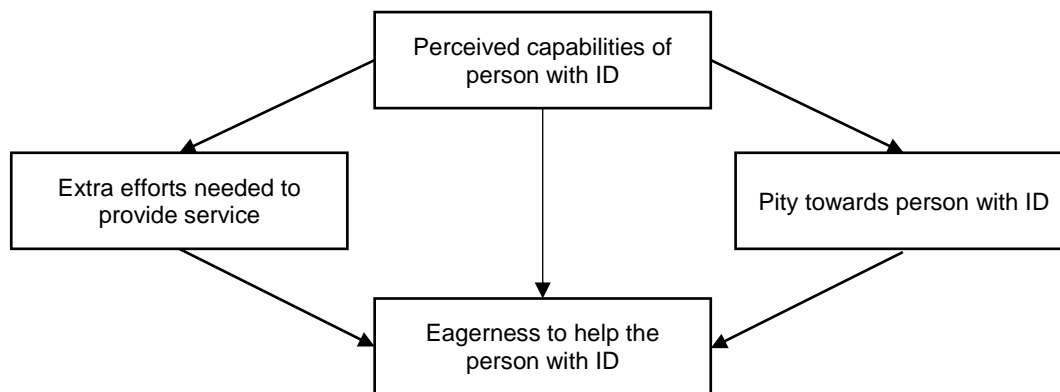 Perceived capabilities of
person with ID
Extra efforts needed to
provide service
Pity towards person with ID
Eagerness to help the
person with ID